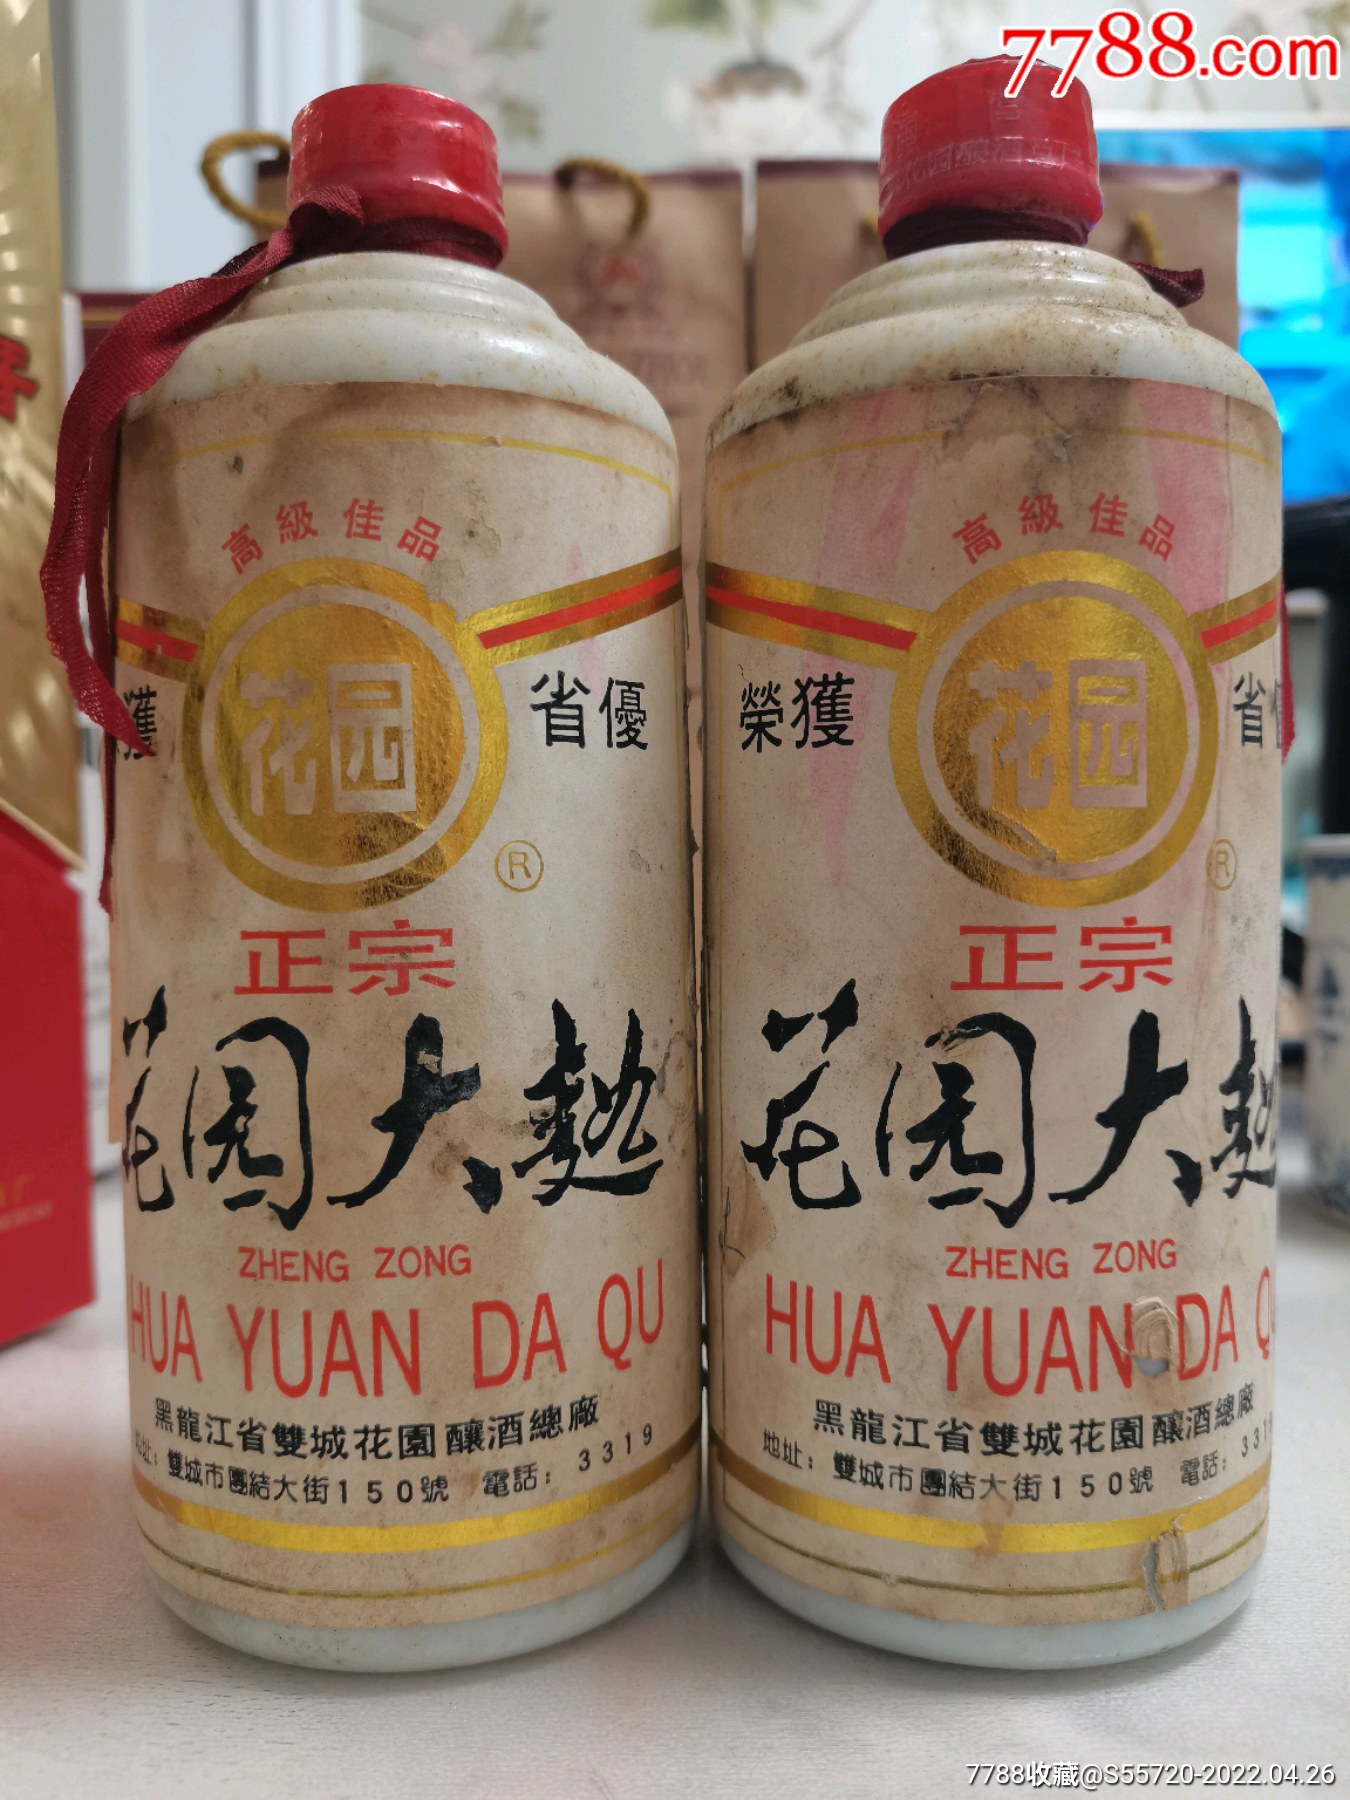 7788.com
高級佳品
花园
獲
省優
®
正宗
花园大麯
ZHENG ZONG
HUA YUAN DA QU
黑龍江省雙城花園釀酒總廠
地址：雙城市團結大街150號 電話：3319
高級佳品
花园
榮獲
省優
®
正宗
花园大麯
ZHENG ZONG
HUA YUAN DA QU
黑龍江省雙城花園釀酒總廠
地址：雙城市團結大街150號 電話：331
7788收藏@S55720-2022.04.26